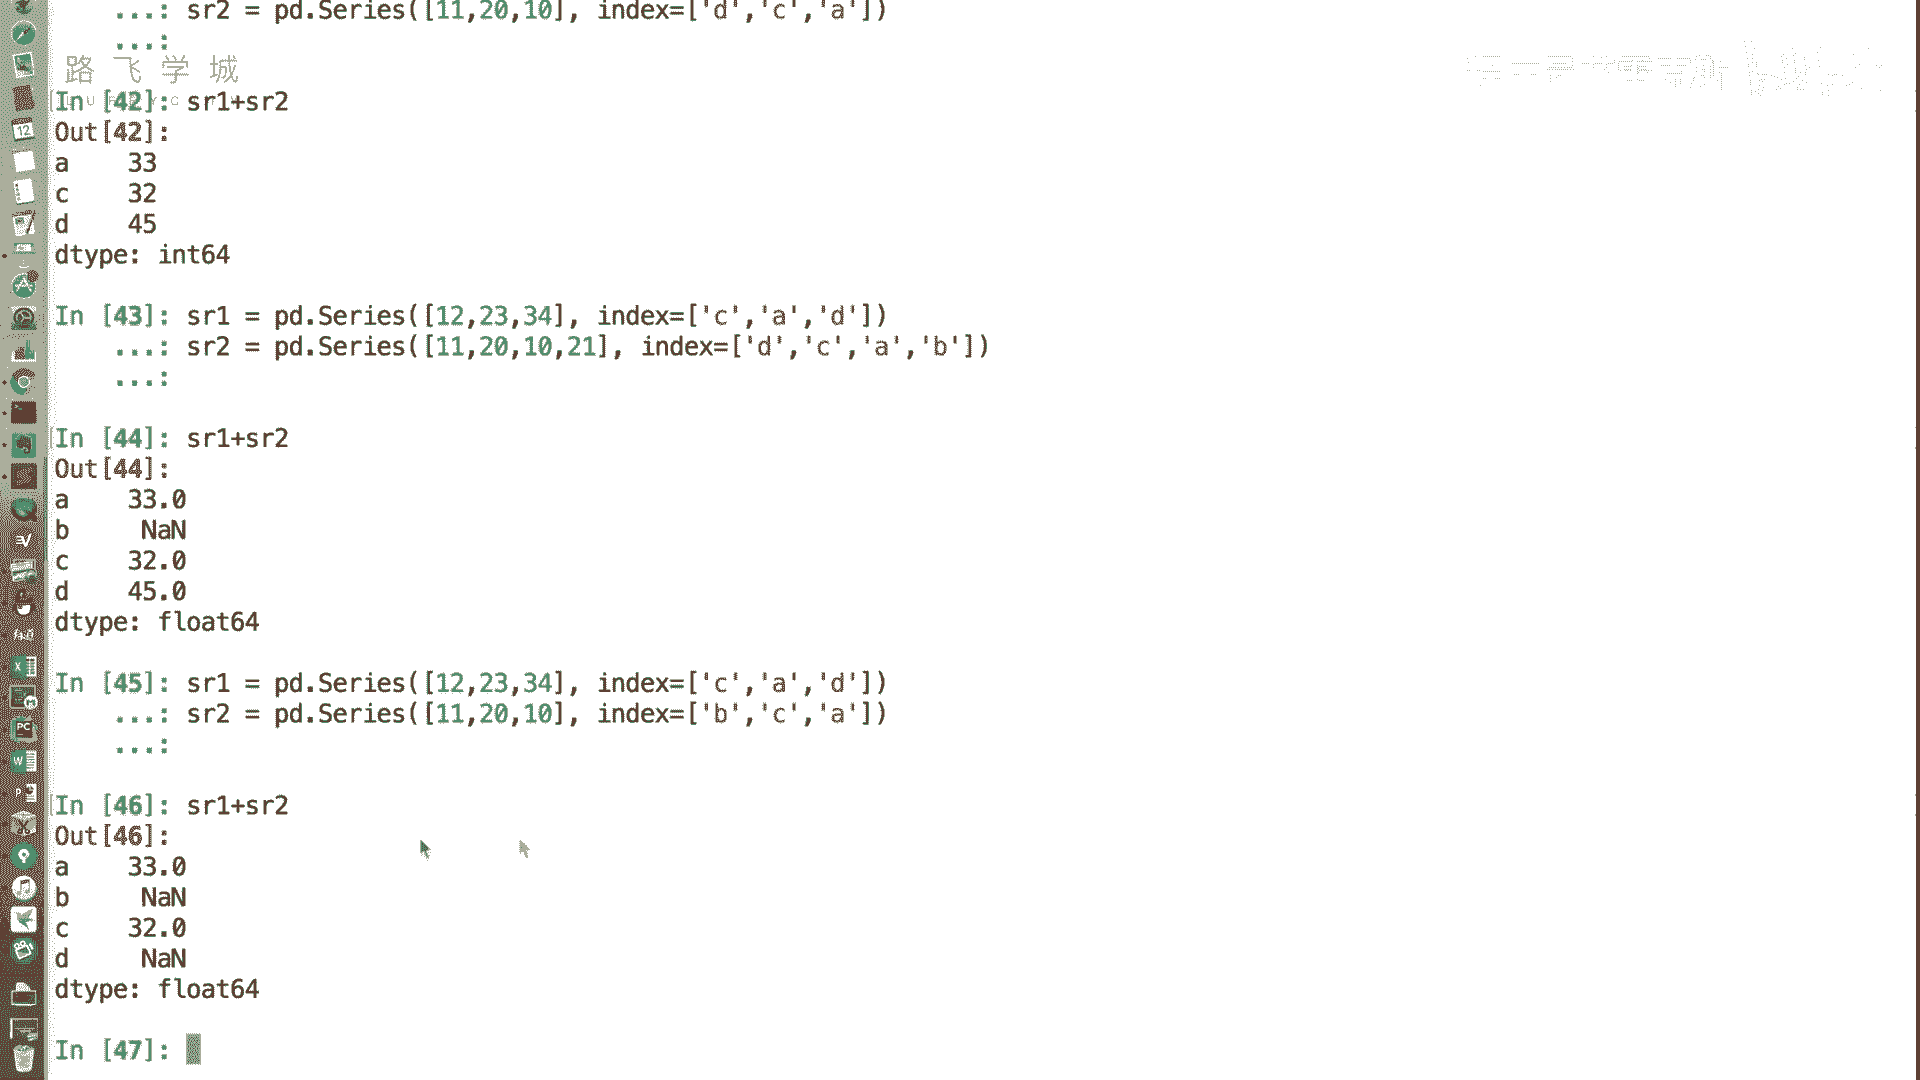 ...: sr2 = pd.Series([11,20,10], index=['d','c','a'])
...:
路飞学城
In [42]: sr1+sr2
Out[42]:
a    33
c    32
d    45
dtype: int64
In [43]: sr1 = pd.Series([12,23,34], index=['c','a','d'])
...: sr2 = pd.Series([11,20,10,21], index=['d','c','a','b'])
...:
In [44]: sr1+sr2
Out[44]:
a    33.0
b     NaN
c    32.0
d    45.0
dtype: float64
In [45]: sr1 = pd.Series([12,23,34], index=['c','a','d'])
...: sr2 = pd.Series([11,20,10], index=['b','c','a'])
...:
In [46]: sr1+sr2
Out[46]:
a    33.0
b     NaN
c    32.0
d     NaN
dtype: float64
In [47]: